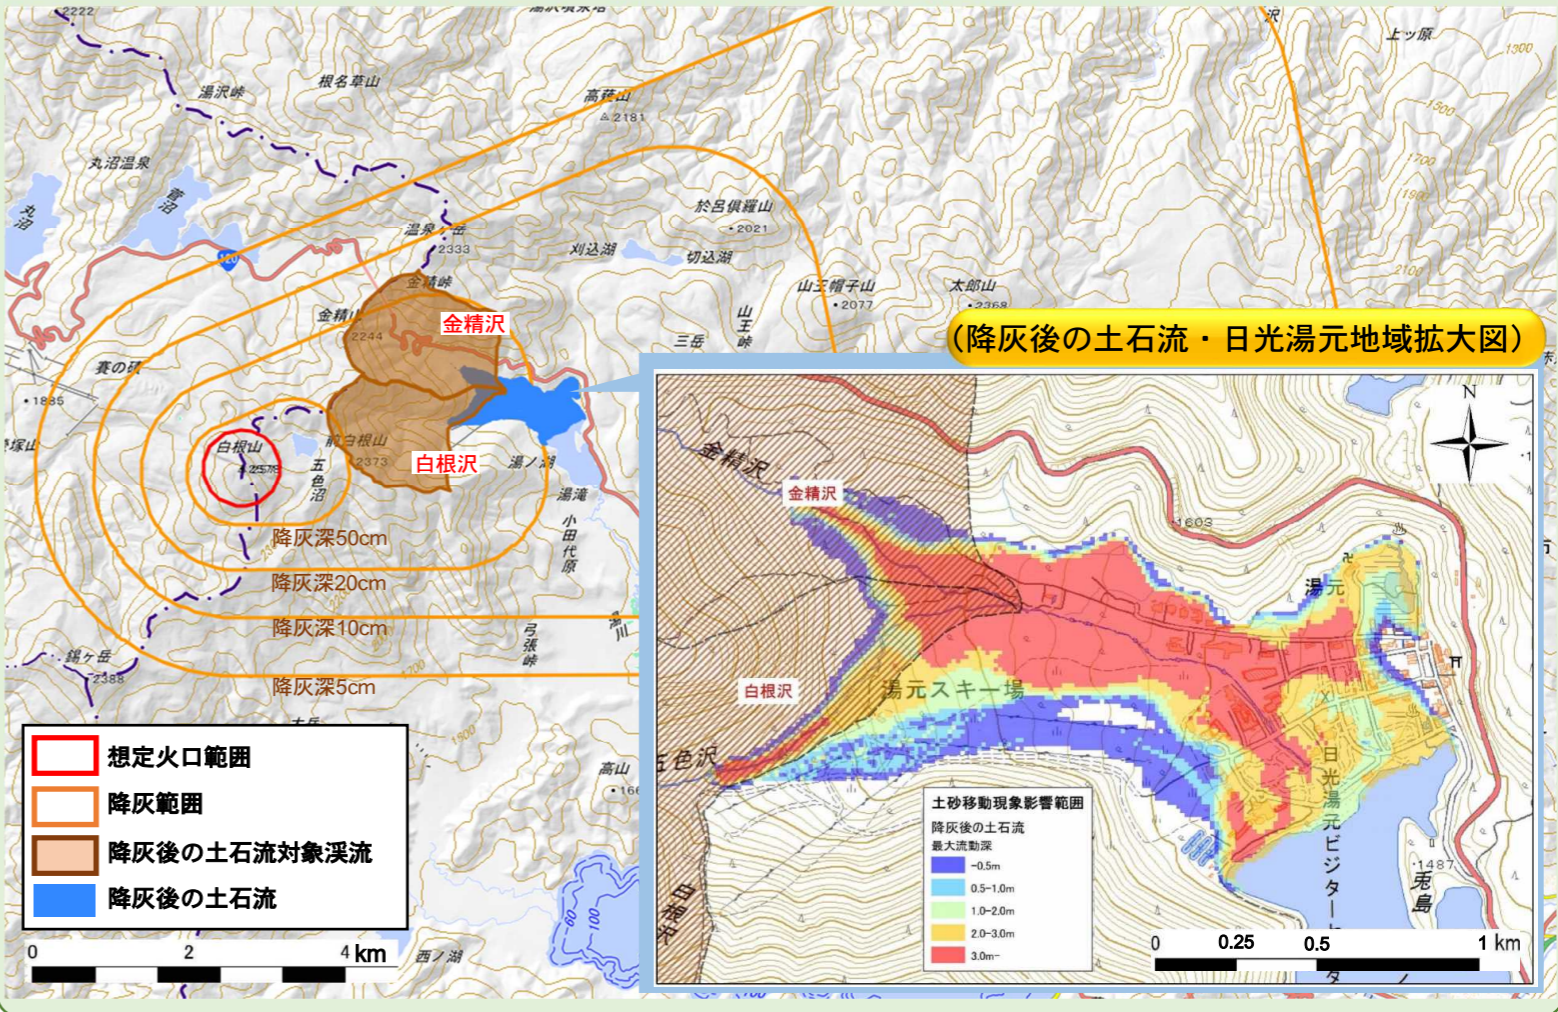 2222
湯沢峠
根名草山
高薙山
2181
沢
上ッ原
1300
1500
1700
1900
2100
丸沼温泉
丸沼
菅沼
120
温泉ヶ岳
2333
於呂倶羅山
2021
刈込湖
切込湖
金精峠
金精沢
2244
山王帽子山
2077
太郎山
2368
山王峠
三岳
賽の磧
1885
白根山
五色沼
前白根山
2373
白根沢
湯ノ湖
湯滝
小田代原
弓張峠
湯川
降灰深50cm
降灰深20cm
降灰深10cm
降灰深5cm
錫ヶ岳
2388
1500
高山
西ノ湖
100
60
想定火口範囲
降灰範囲
降灰後の土石流対象渓流
降灰後の土石流
0 2 4 km
(降灰後の土石流・日光湯元地域拡大図)
N
金精沢
金精沢
1603
湯元
白根沢
湯元スキー場
五色沢
白根沢
日光湯元ビジターセンター
兎島
1487
土砂移動現象影響範囲
降灰後の土石流
最大流動深
-0.5m
0.5-1.0m
1.0-2.0m
2.0-3.0m
3.0m-
0 0.25 0.5 1 km